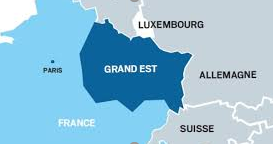 LUXEMBOURG
PARIS
GRAND EST
ALLEMAGNE
FRANCE
SUISSE